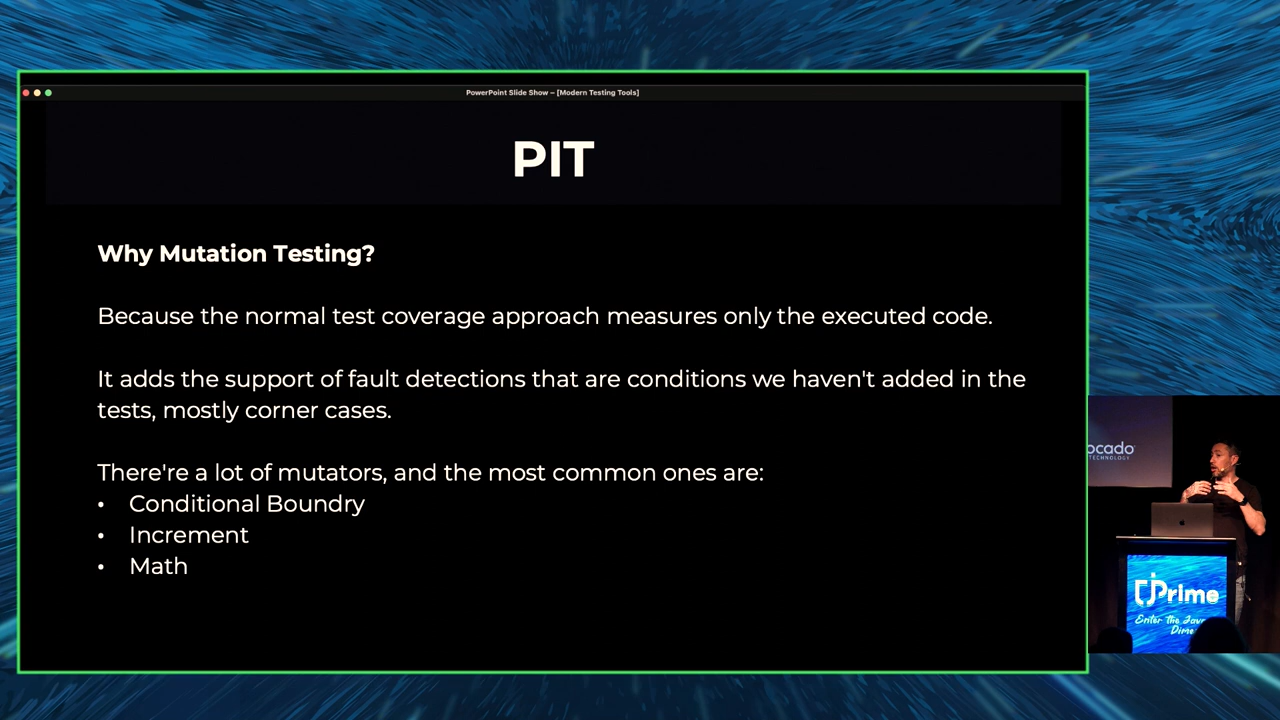 PowerPoint Slide Show – [Modern Testing Tools]
PIT
Why Mutation Testing?
Because the normal test coverage approach measures only the executed code.
It adds the support of fault detections that are conditions we haven't added in the
tests, mostly corner cases.
There're a lot of mutators, and the most common ones are:
• Conditional Boundry
• Increment
• Math
ocado
TECHNOLOGY
JPrime
Enter the Java